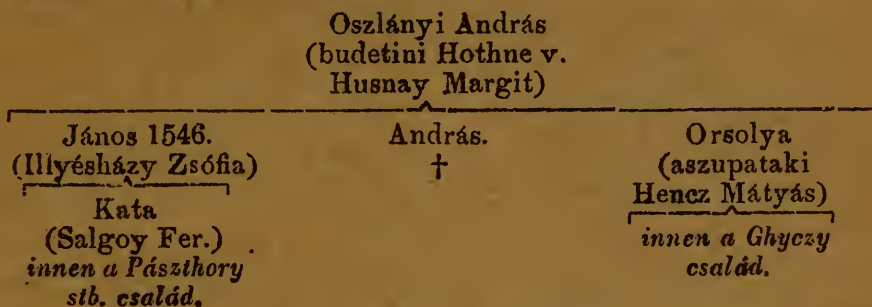 Oszlányi András
(budetini Hothne v.
Husnay Margit)
János 1546.
(Illyésházy Zsófia)
Kata
(Salgoy Fer.)
innen a Pászthory
stb. család.
András.
†
Orsolya
(aszupataki
Hencz Mátyás)
innen a Ghyczy
család.